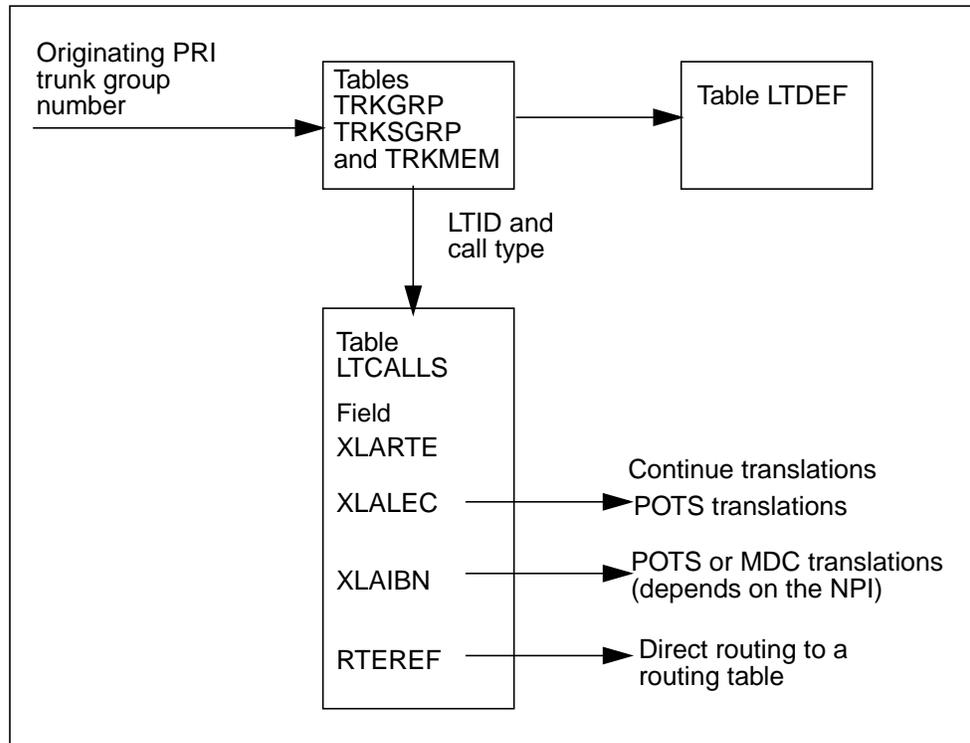 Originating PRI
trunk group
number
Tables
TRKGRP
TRKSGRP
and TRKMEM
Table LTDEF
LTID and
call type
Table
LTCALLS
Field
XLARTE
Continue translations
XLALEC
POTS translations
XLAIBN
POTS or MDC translations
(depends on the NPI)
RTEREF
Direct routing to a
routing table